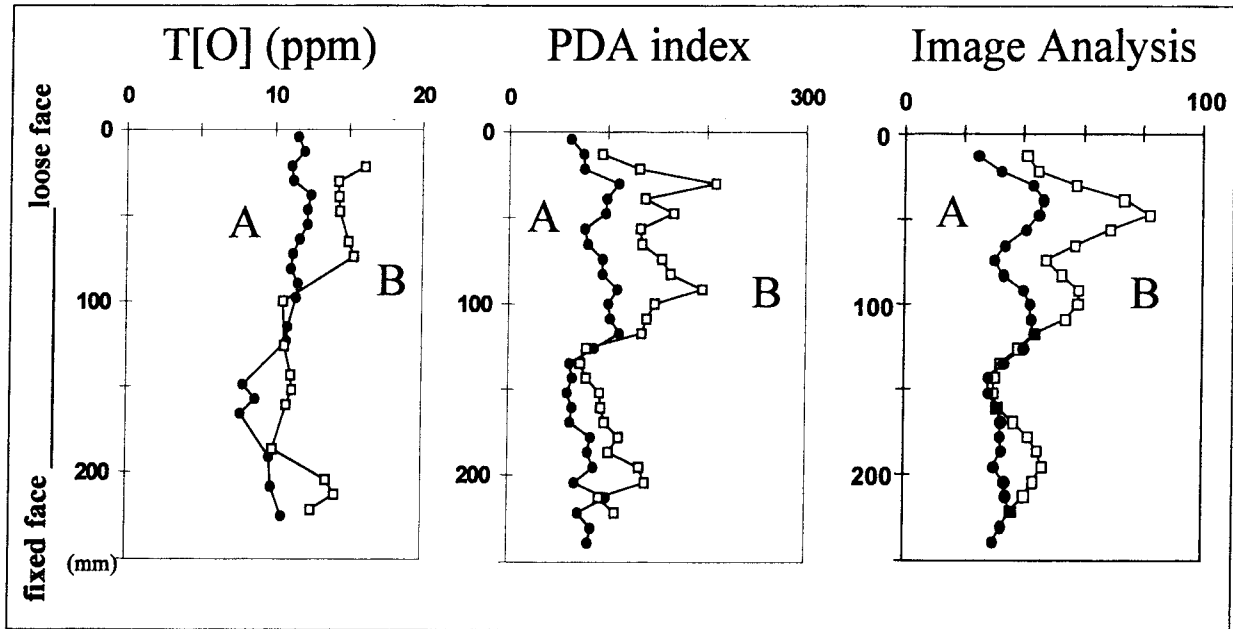 T[O] (ppm)
PDA index
Image Analysis
0 10 20
0 300
0 100
loose face
fixed face
0
100
200
(mm)
A
B
0
100
200
A
B
0
100
200
A
B